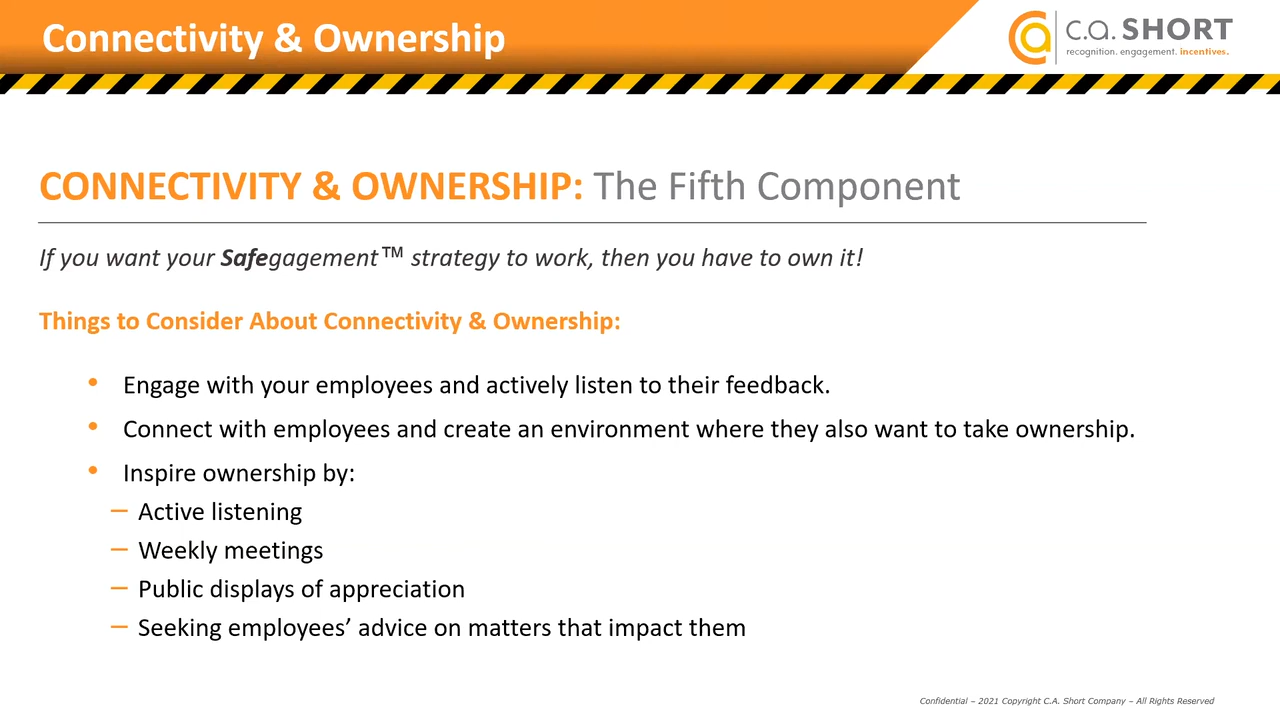 Connectivity & Ownership
c.a. SHORT
recognition. engagement. incentives.
CONNECTIVITY & OWNERSHIP: The Fifth Component
If you want your Safegagement™ strategy to work, then you have to own it!
Things to Consider About Connectivity & Ownership:
• Engage with your employees and actively listen to their feedback.
• Connect with employees and create an environment where they also want to take ownership.
• Inspire ownership by:
– Active listening
– Weekly meetings
– Public displays of appreciation
– Seeking employees’ advice on matters that impact them
Confidential – 2021 Copyright C.A. Short Company – All Rights Reserved